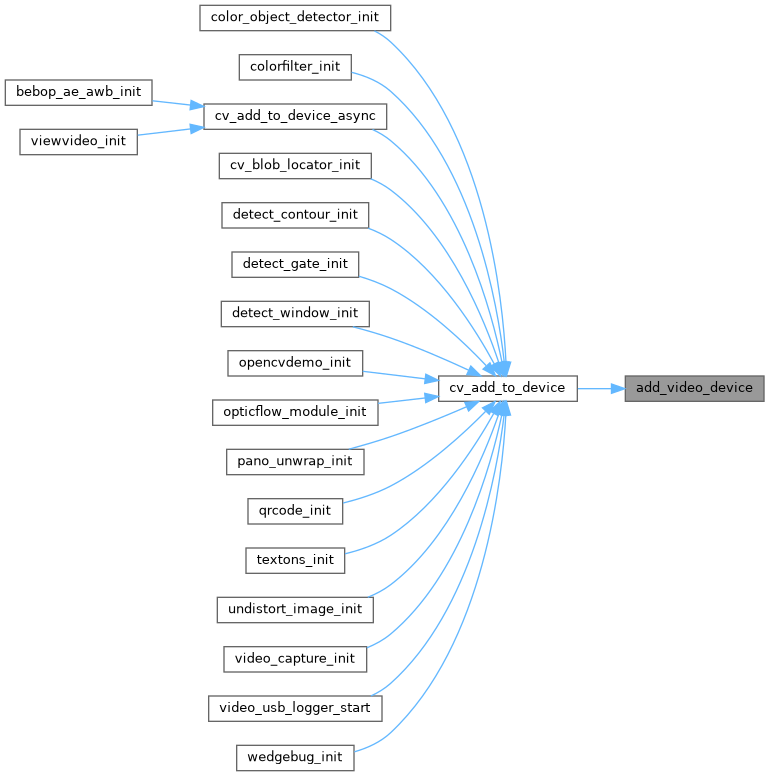 color_object_detector_init
colorfilter_init
bebop_ae_awb_init
cv_add_to_device_async
viewvideo_init
cv_blob_locator_init
detect_contour_init
detect_gate_init
detect_window_init
opencvdemo_init
cv_add_to_device
add_video_device
opticflow_module_init
pano_unwrap_init
qrcode_init
textons_init
undistort_image_init
video_capture_init
video_usb_logger_start
wedgebug_init